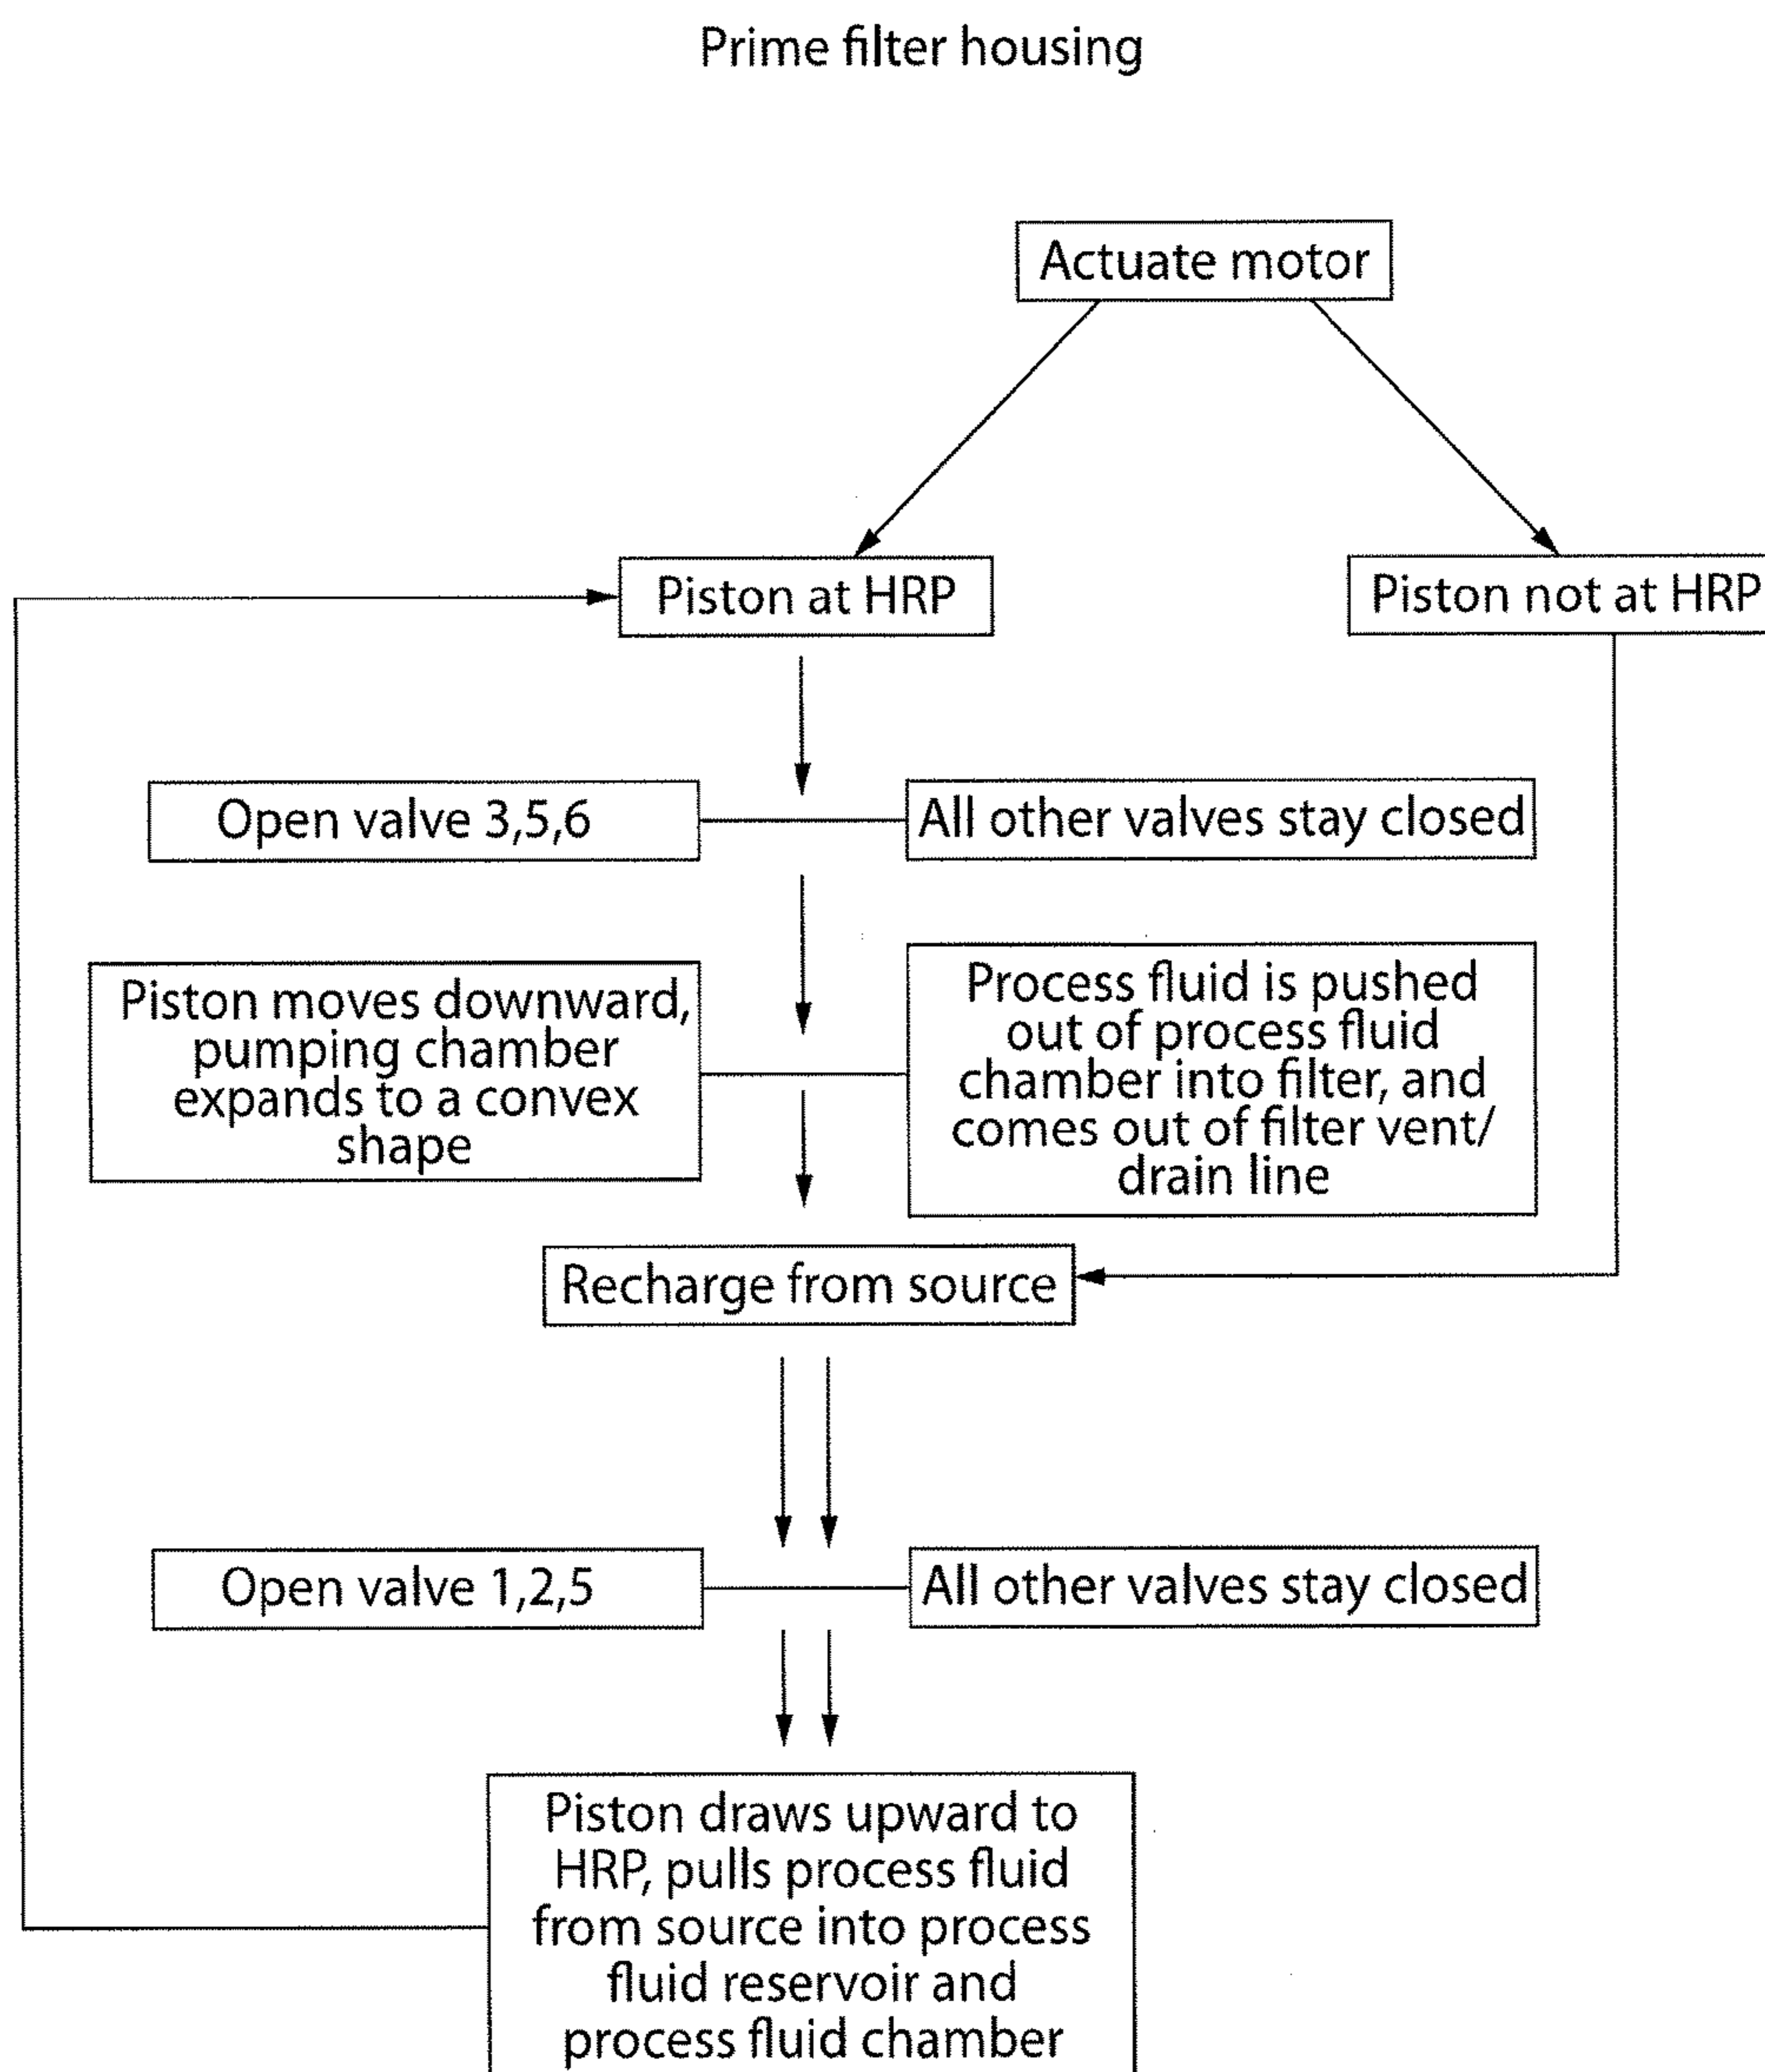 Prime filter housing
Actuate motor
Piston at HRP
Piston not at HRP
Open valve 3,5,6
All other valves stay closed
Piston moves downward,
pumping chamber
expands to a convex
shape
Process fluid is pushed
out of process fluid
chamber into filter, and
comes out of filter vent/
drain line
Recharge from source
Open valve 1,2,5
All other valves stay closed
Piston draws upward to
HRP, pulls process fluid
from source into process
fluid reservoir and
process fluid chamber